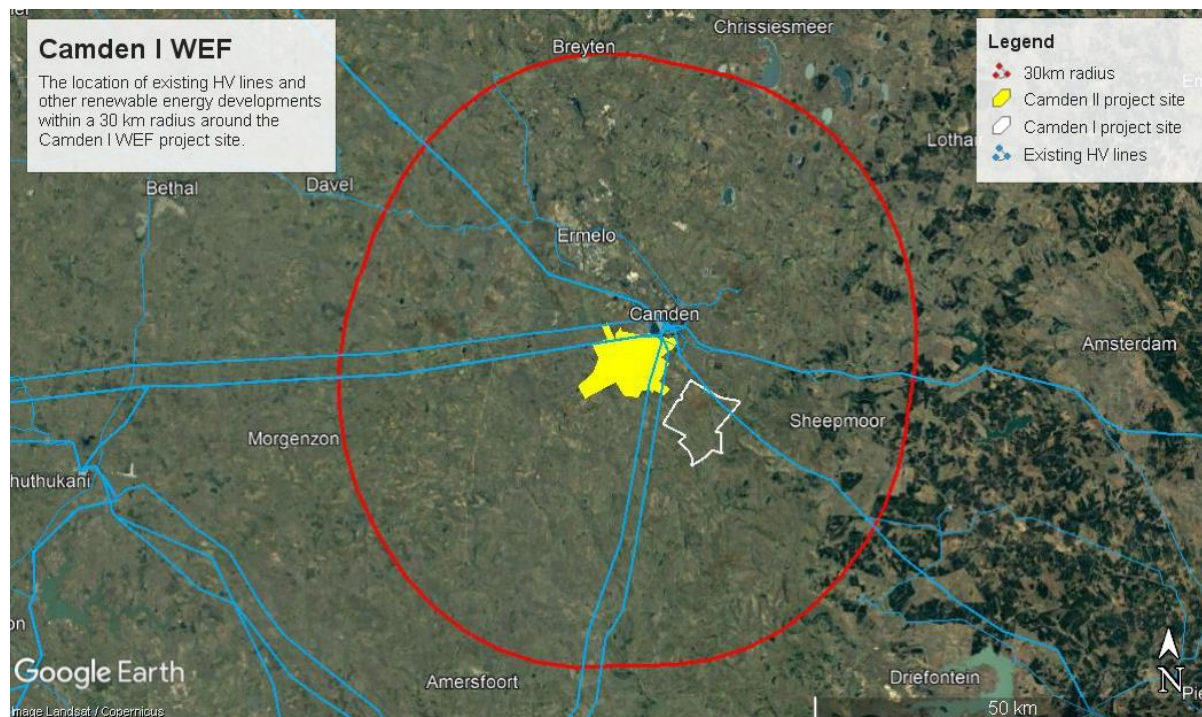 Camden I WEF
The location of existing HV lines and
other renewable energy developments
within a 30 km radius around the
Camden I WEF project site.
Legend
30km radius
Camden II project site
Camden I project site
Existing HV lines
Chrissiesmeer
Breyten
Bethal
Davel
Ermelo
Camden
Amsterdam
Morgenzon
Sheepmoor
huthukani
on
Amersfoort
Driefontein
N
Pie
Google Earth
50 km
Image Landsat / Copernicus